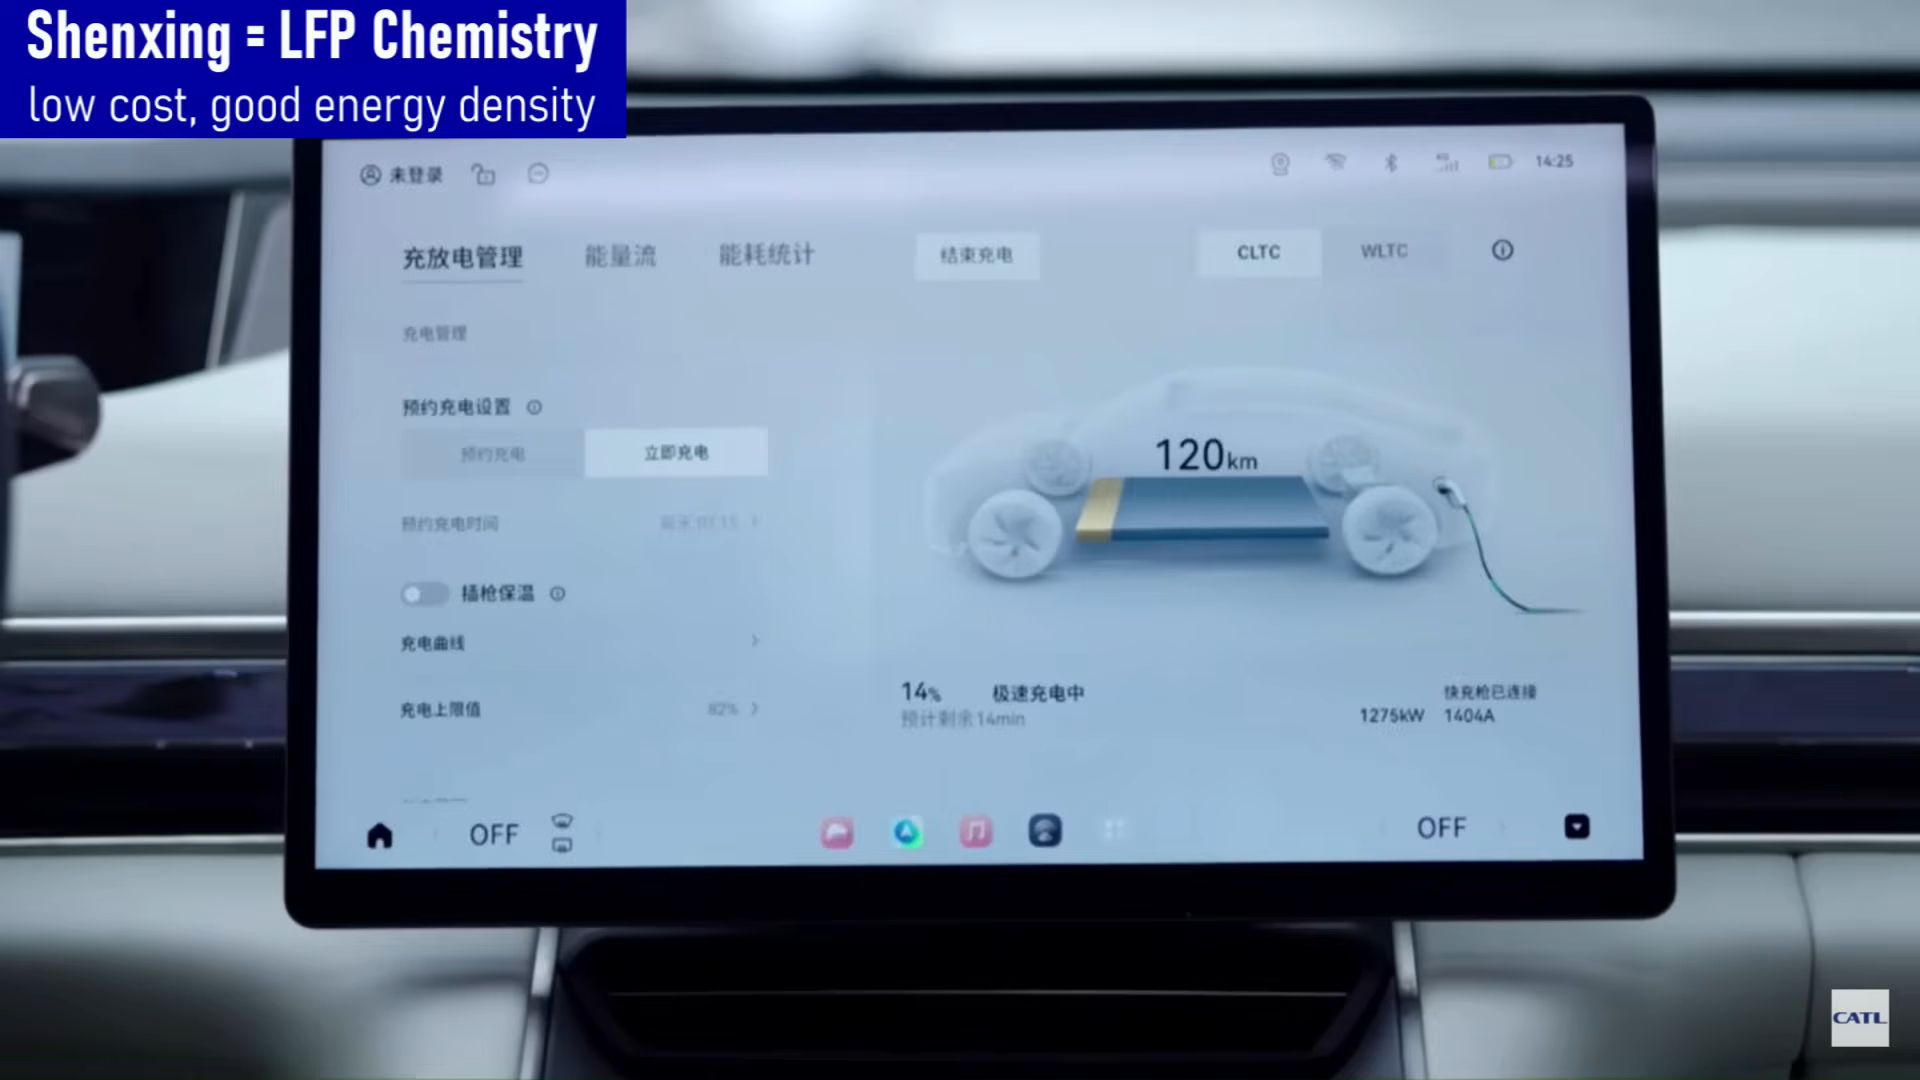 Shenxing = LFP Chemistry
low cost, good energy density
未登录
14:25
充放电管理 能量流 能耗统计 结束充电 CLTC WLTC
充电管理
预约充电设置
预约充电 立即充电
120km
预约充电时间
插枪保温
充电曲线
充电上限值 82%
14% 极速充电中
预计剩余14min
快充枪已连接
1275kW 1404A
OFF
OFF
CATL